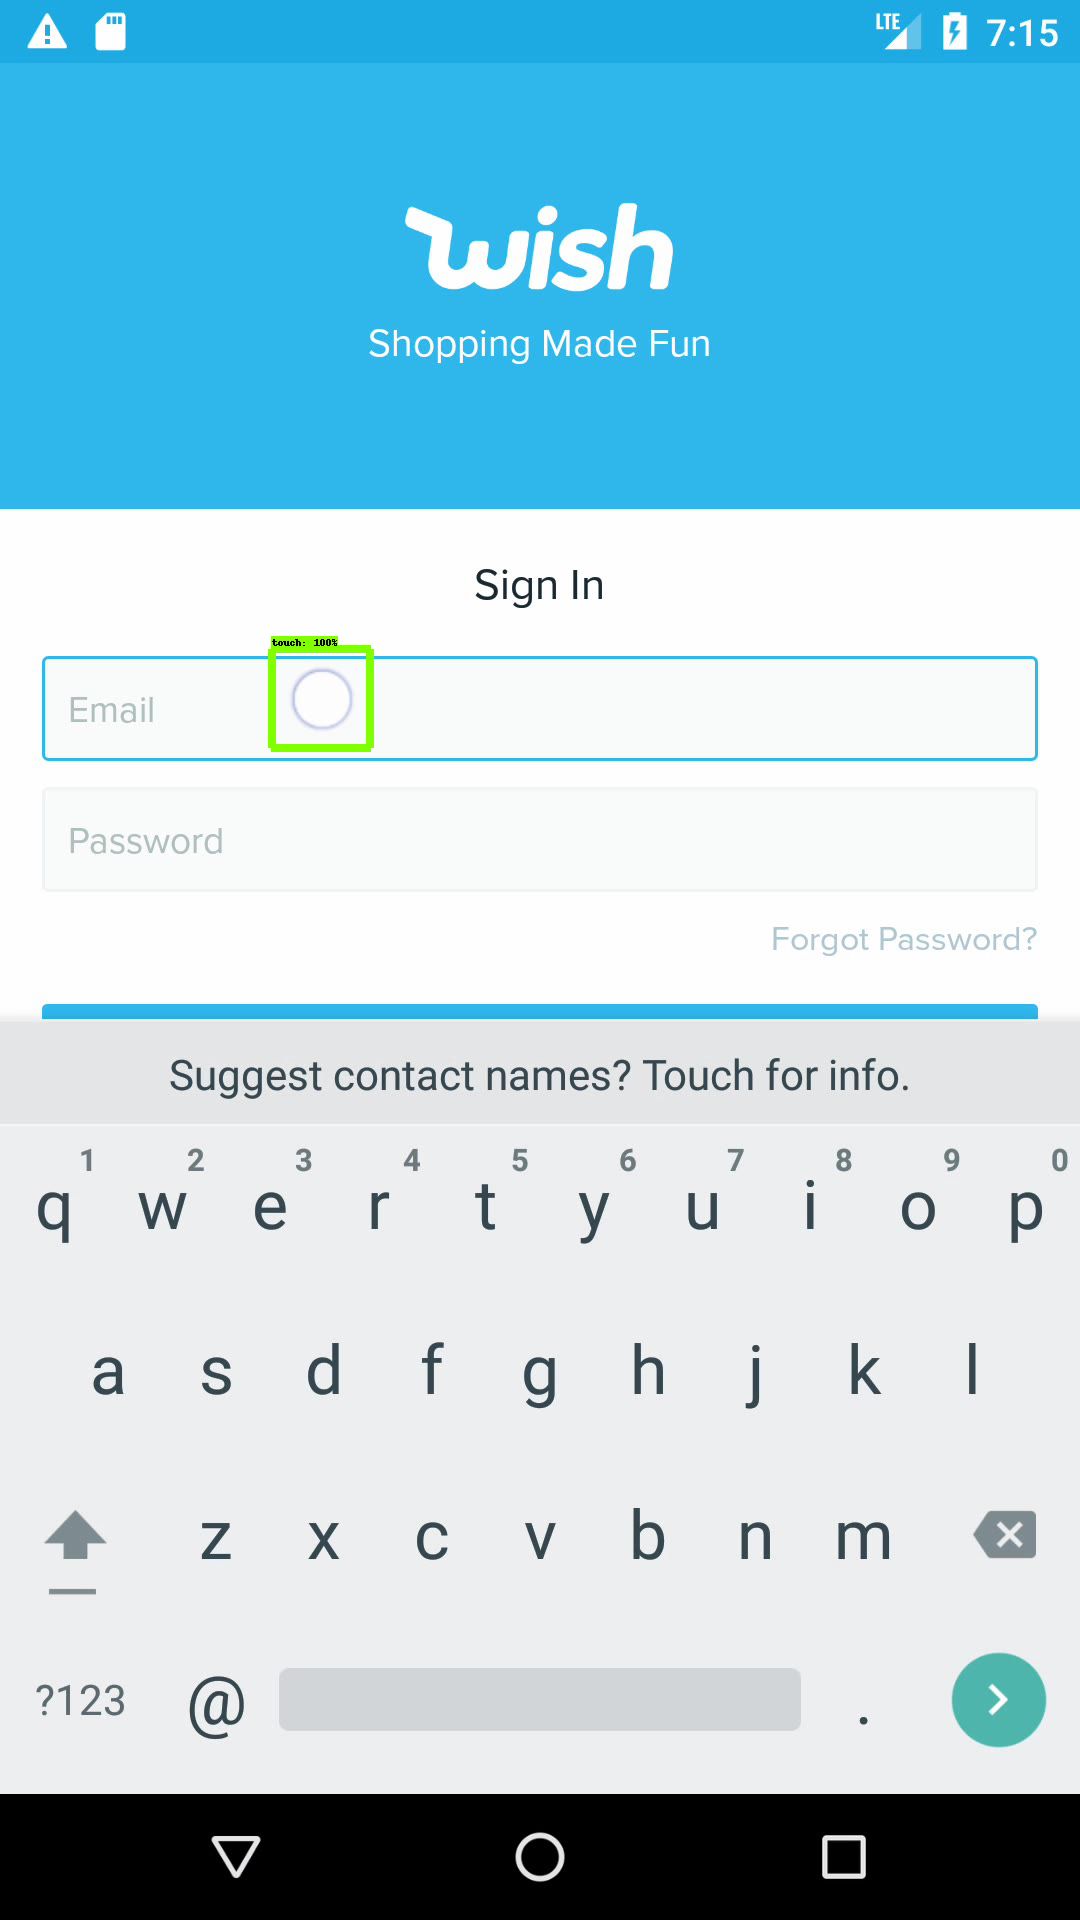 LTE 7:15
wish
Shopping Made Fun
Sign In
touch: 100%
Email
Password
Forgot Password?
Suggest contact names? Touch for info.
1 2 3 4 5 6 7 8 9 0
q w e r t y u i o p
a s d f g h j k l
z x c v b n m
?123 @ .